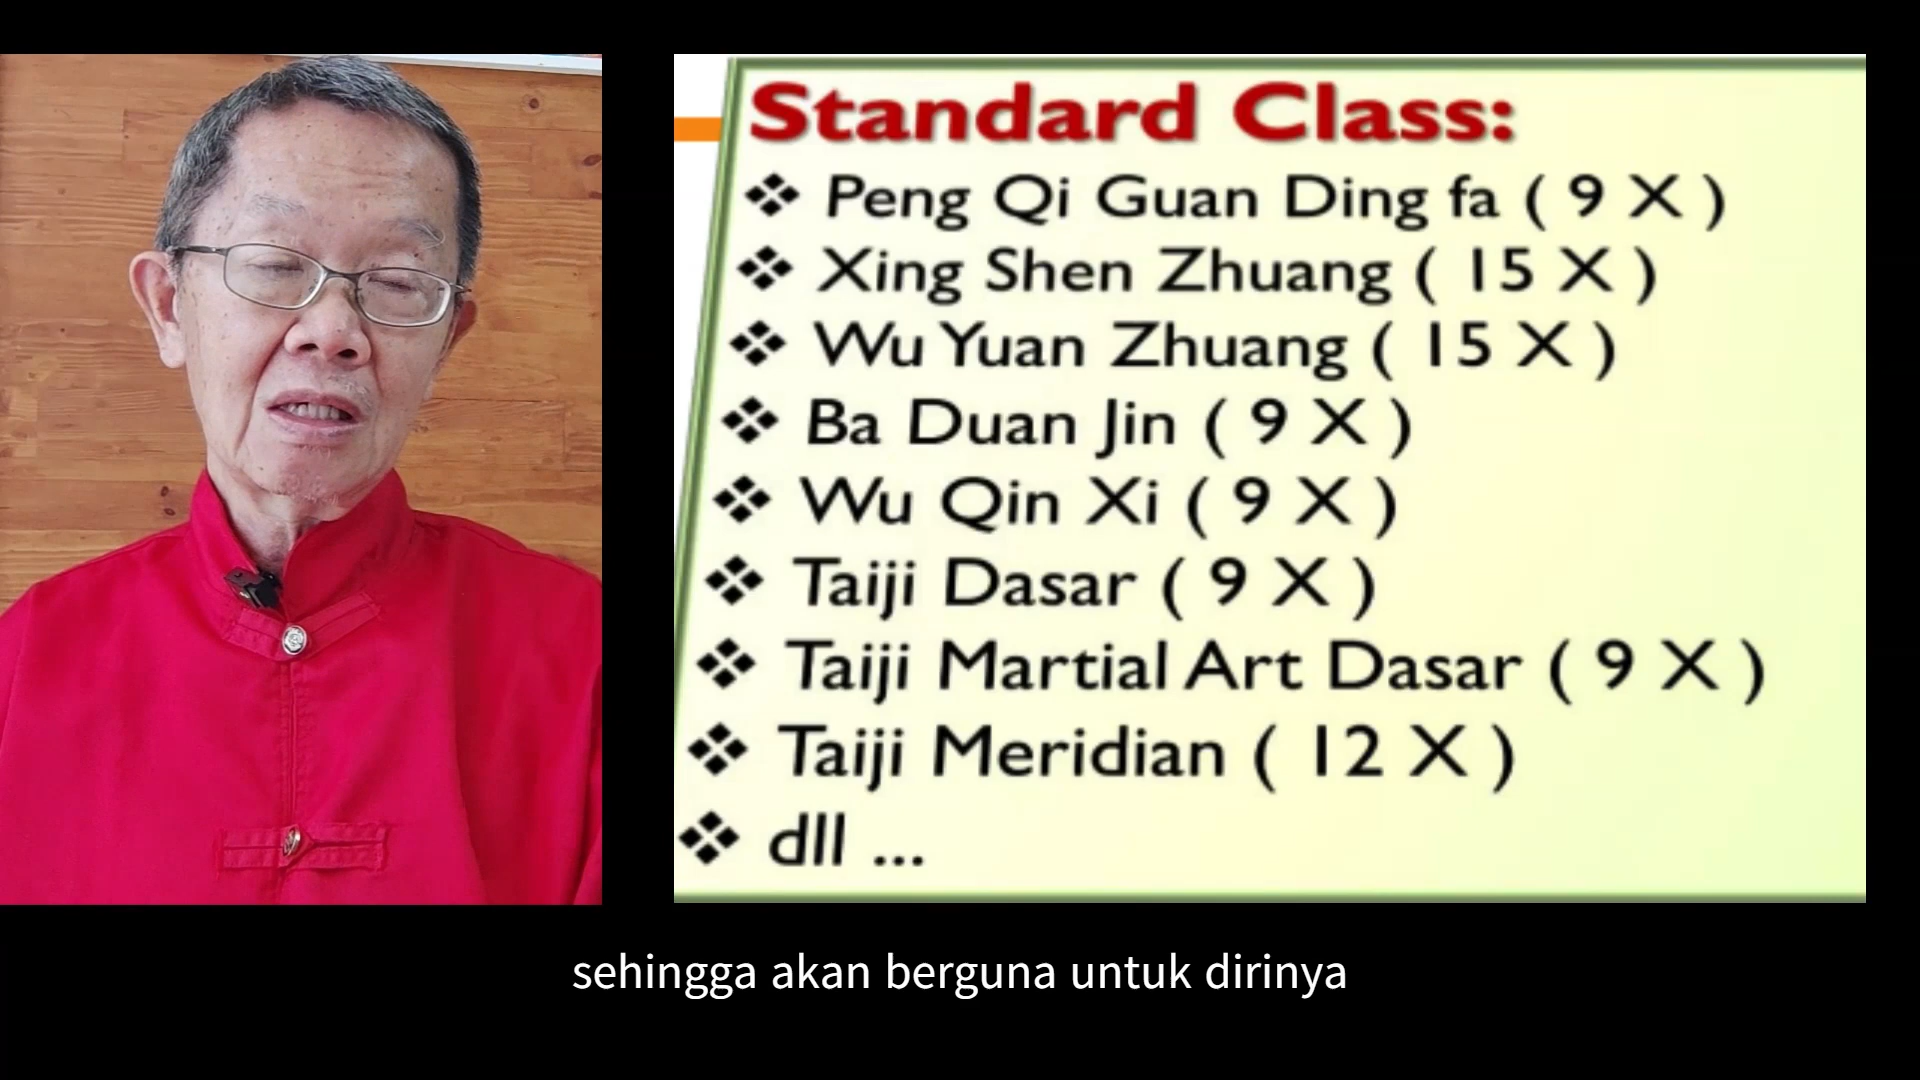 Standard Class:
❖ Peng Qi Guan Ding fa ( 9 X )
❖ Xing Shen Zhuang ( 15 X )
❖ Wu Yuan Zhuang ( 15 X )
❖ Ba Duan Jin ( 9 X )
❖ Wu Qin Xi ( 9 X )
❖ Taiji Dasar ( 9 X )
❖ Taiji Martial Art Dasar ( 9 X )
❖ Taiji Meridian ( 12 X )
❖ dll ...
sehingga akan berguna untuk dirinya